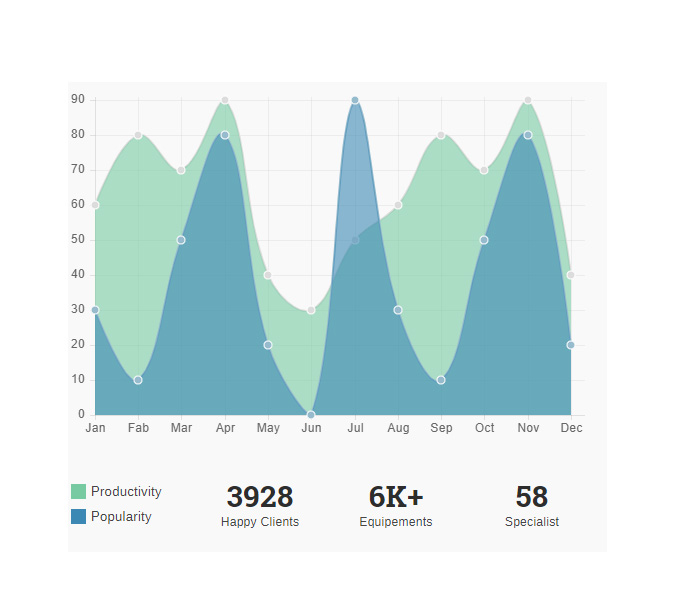 90
80
70
60
50
40
30
20
10
0
Jan Fab Mar Apr May Jun Jul Aug Sep Oct Nov Dec
Productivity
Popularity
3928
Happy Clients
6K+
Equipements
58
Specialist